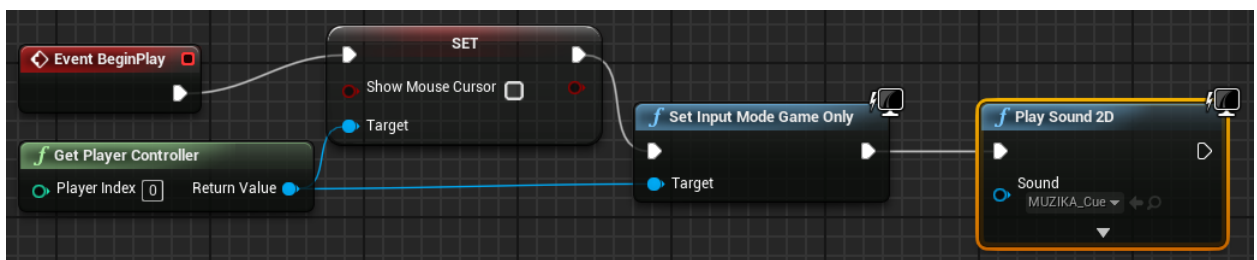 Event BeginPlay
SET
Show Mouse Cursor
Target
Get Player Controller
Player Index 0 Return Value
Set Input Mode Game Only
Target
Play Sound 2D
Sound
MUZIKA_Cue